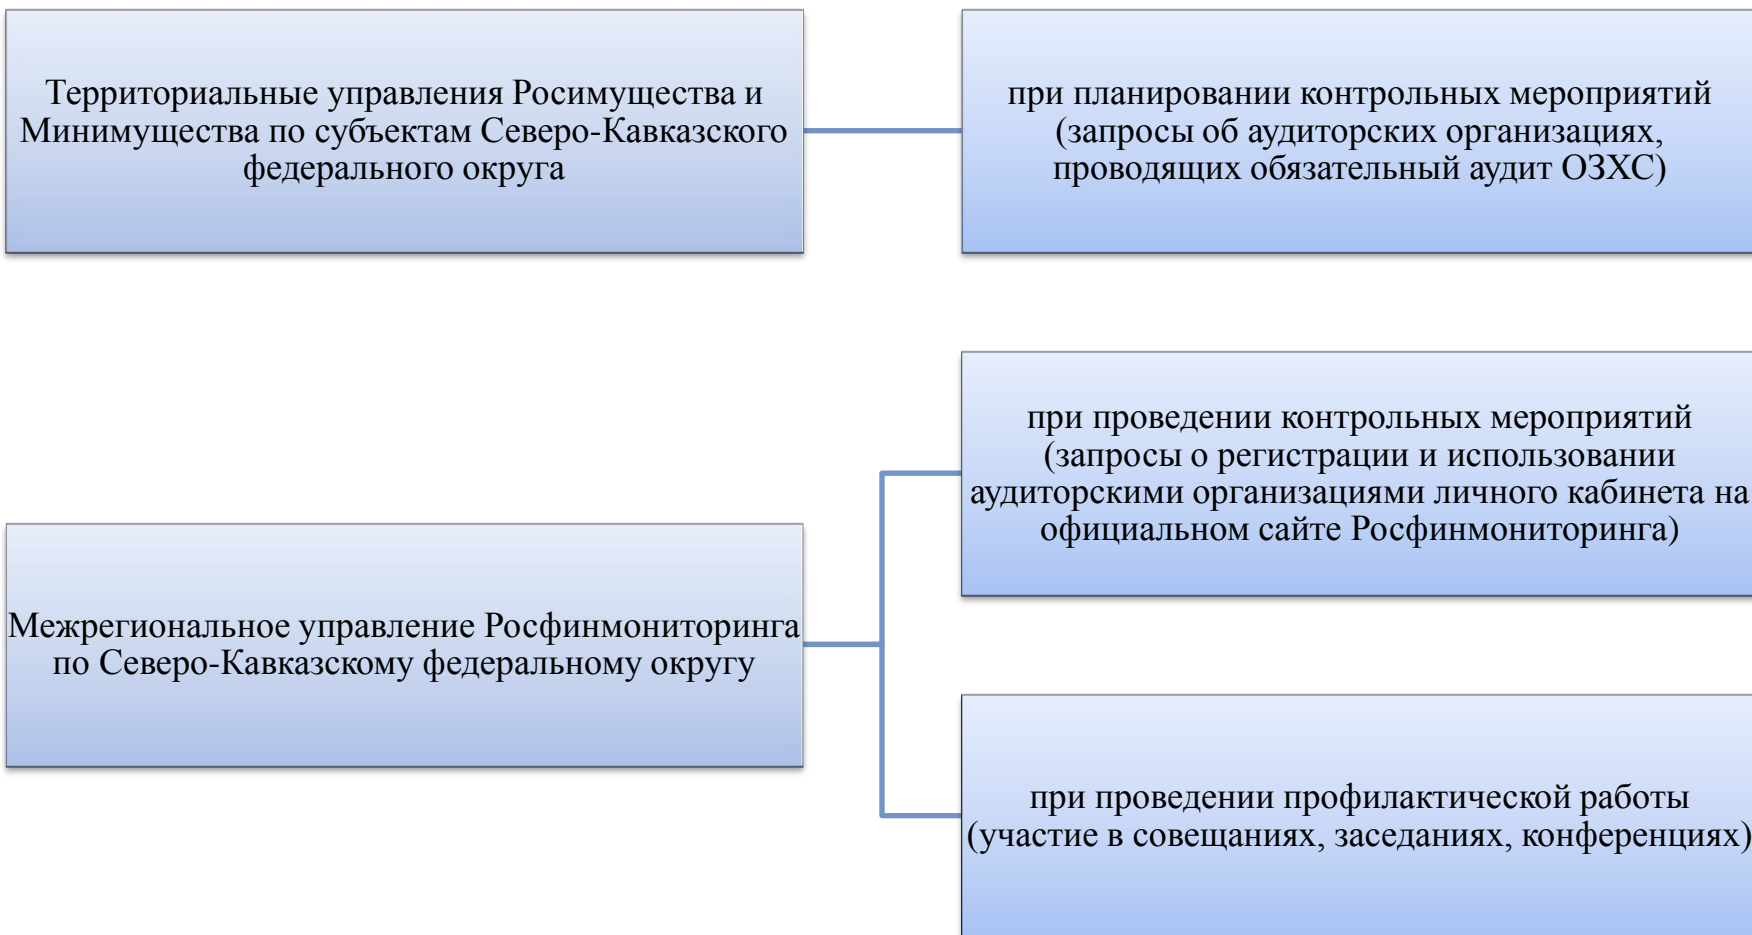 Территориальные управления Росимущества и
Минимущества по субъектам Северо-Кавказского
федерального округа
при планировании контрольных мероприятий
(запросы об аудиторских организациях,
проводящих обязательный аудит ОЗХС)
Межрегиональное управление Росфинмониторинга
по Северо-Кавказскому федеральному округу
при проведении контрольных мероприятий
(запросы о регистрации и использовании
аудиторскими организациями личного кабинета на
официальном сайте Росфинмониторинга)
при проведении профилактической работы
(участие в совещаниях, заседаниях, конференциях)